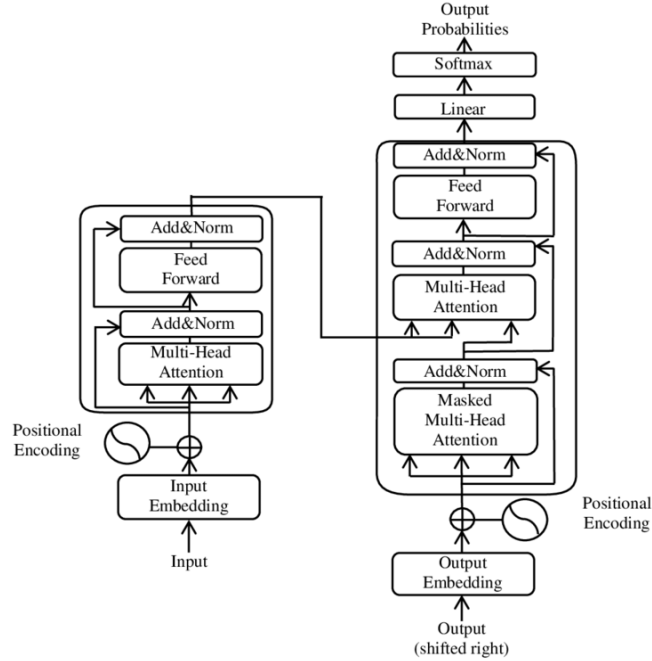 Output
Probabilities
Softmax
Linear
Add&Norm
Feed
Forward
Add&Norm
Multi-Head
Attention
Add&Norm
Masked
Multi-Head
Attention
Positional
Encoding
Output
Embedding
Output
(shifted right)
Add&Norm
Feed
Forward
Add&Norm
Multi-Head
Attention
Positional
Encoding
Input
Embedding
Input